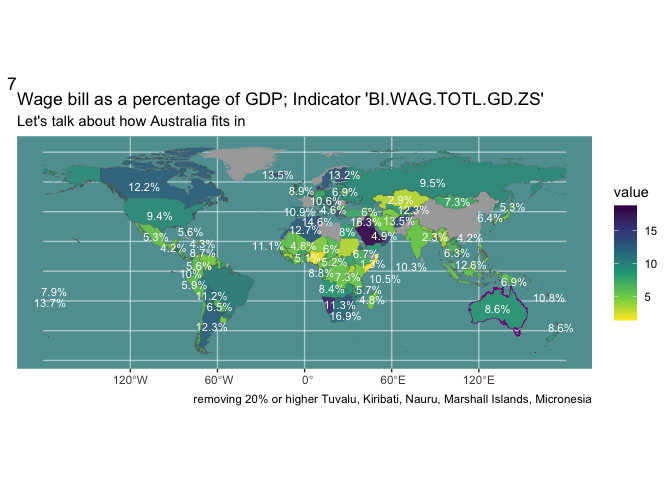 7
Wage bill as a percentage of GDP; Indicator 'BI.WAG.TOTL.GD.ZS'
Let's talk about how Australia fits in
13.5% 13.2%
12.2% 8.9% 6.9% 9.5%
10.6% 2.9% 7.3%
9.4% 10.9% 4.6% 6% 12.3% 5.3%
5.3% 5.6% 14.6% 16.3% 13.5% 6.4%
4.2% 4.3% 12.7% 8% 4.9% 2.3% 4.2%
8.7% 11.1% 4.8% 6% 6.7% 6.3%
5.6% 5.1% 5.2% 10.3% 12.6%
10% 8.8% 7.3% 10.5%
5.9% 8.4% 5.7% 6.9%
7.9% 11.2% 4.8% 10.8%
13.7% 6.5% 11.3% 8.6%
12.3% 16.9% 8.6%
value
15
10
5
120°W 60°W 0° 60°E 120°E
removing 20% or higher Tuvalu, Kiribati, Nauru, Marshall Islands, Micronesia